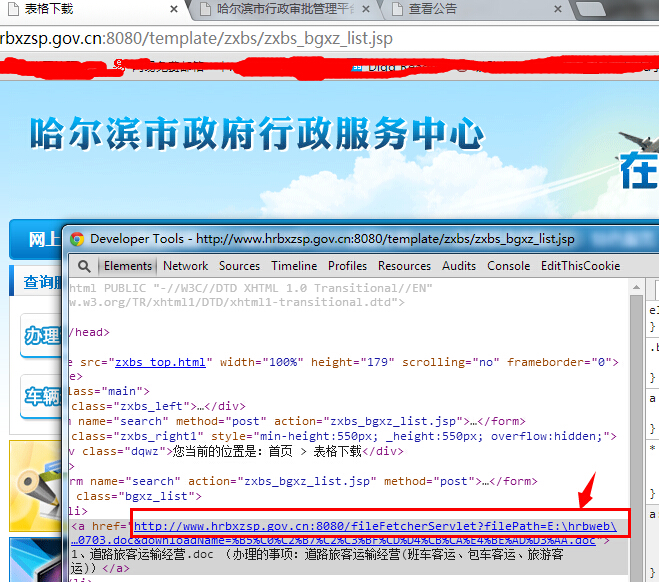 表格下载
哈尔滨市行政审批管理平台
查看公告
rbxzsp.gov.cn:8080/template/zxbs/zxbs_bgxz_list.jsp
哈尔滨市政府行政服务中心
在
网上
Developer Tools - http://www.hrbxzsp.gov.cn:8080/template/zxbs/zxbs_bgxz_list.jsp
Elements Network Sources Timeline Profiles Resources Audits Console EditThisCookie
查询服
办理
车辆
html PUBLIC "-//W3C//DTD XHTML 1.0 Transitional//EN"
w.w3.org/TR/xhtml1/DTD/xhtml1-transitional.dtd">
/head>
e src="zxbs_top.html" width="100%" height="179" scrolling="no" frameborder="0">
e>
lass="main">
class="zxbs_left">…</div>
m name="search" method="post" action="zxbs_bgxz_list.jsp">…</form>
class="zxbs_right1" style="min-height:550px; _height:550px; overflow:hidden;">
v class="dqwz">您当前的位置是：首页 > 表格下载</div>
orm name="search" action="zxbs_bgxz_list.jsp" method="post">…</form>
class="bgxz_list">
li>
<a href="http://www.hrbxzsp.gov.cn:8080/fileFetcherServlet?filePath=E:\hrbweb\
…0703.doc&downloadName=%B5%C0%C2%B7%C2%C3%BF%CD%D4%CB%CA%E4%BE%AD%D3%AA.doc">
1、道路旅客运输经营.doc （办理的事项：道路旅客运输经营(班车客运、包车客运、旅游客
运)）</a>
</li>